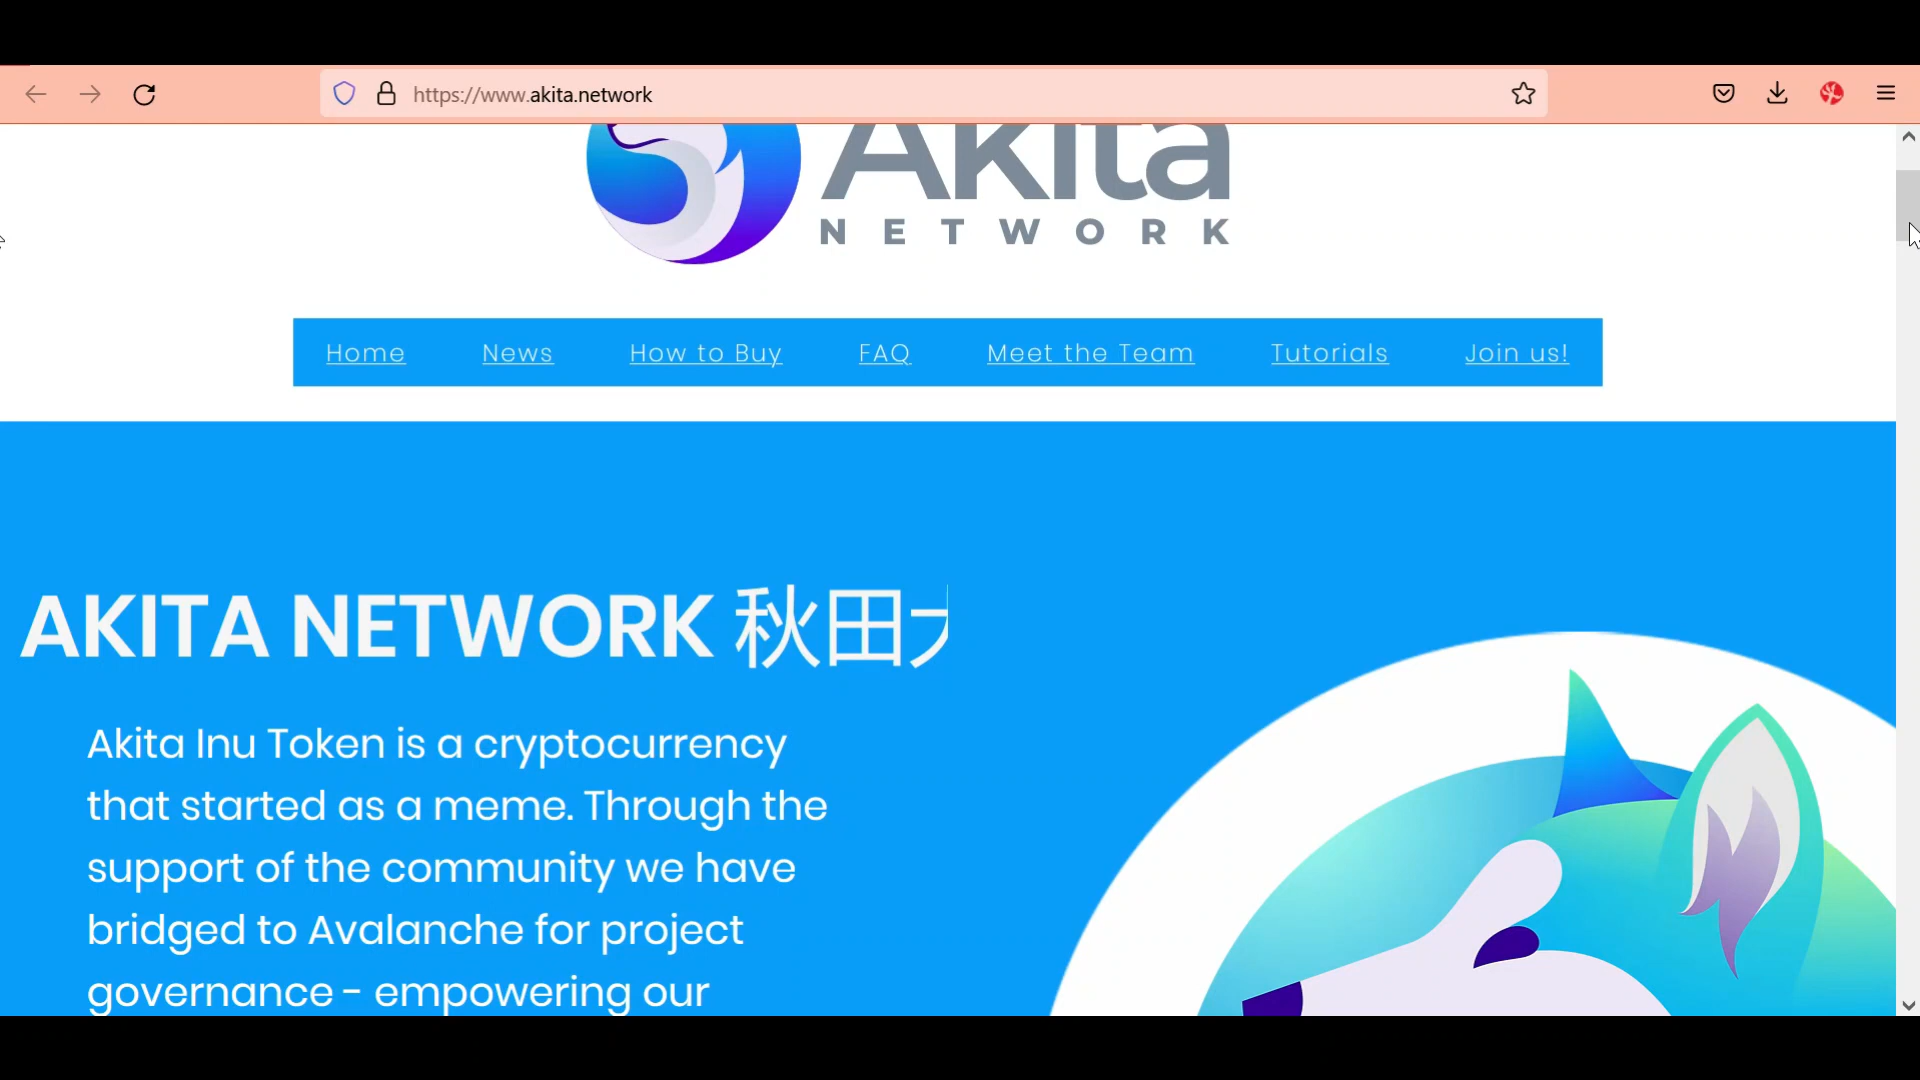 https://www.akita.network
Akita
NETWORK
Home News How to Buy FAQ Meet the Team Tutorials Join us!
AKITA NETWORK 秋田
Akita Inu Token is a cryptocurrency
that started as a meme. Through the
support of the community we have
bridged to Avalanche for project
governance - empowering our